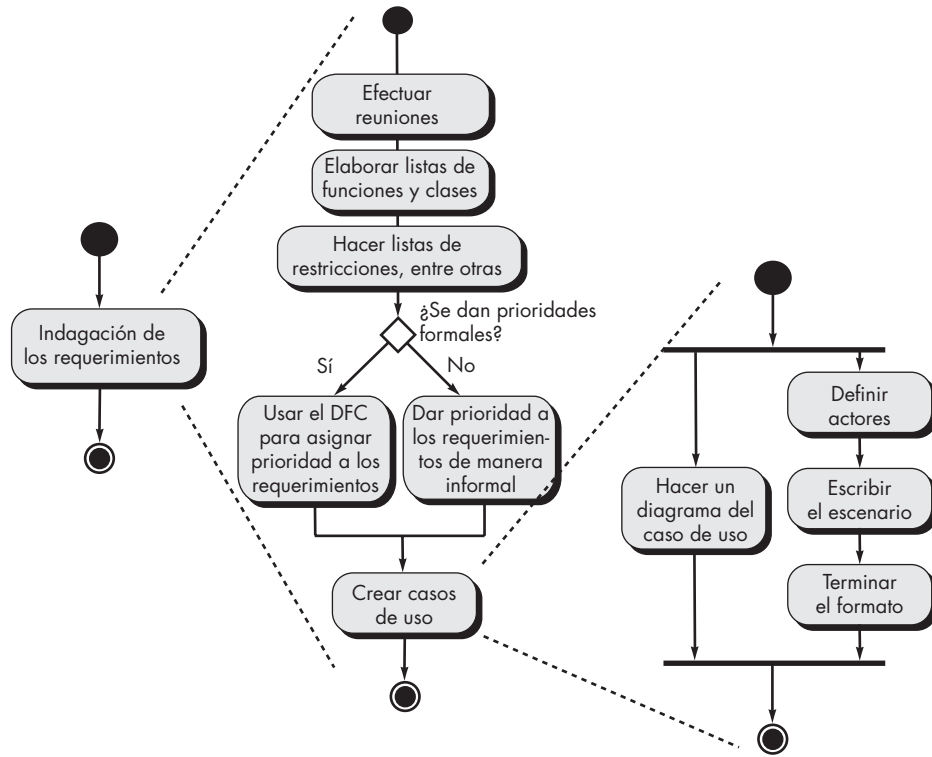 Efectuar
reuniones
Elaborar listas de
funciones y clases
Hacer listas de
restricciones, entre otras
¿Se dan prioridades
formales?
Sí
No
Indagación de
los requerimientos
Usar el DFC
para asignar
prioridad a los
requerimientos
Dar prioridad a
los requerimien-
tos de manera
informal
Crear casos
de uso
Hacer un
diagrama del
caso de uso
Definir
actores
Escribir
el escenario
Terminar
el formato